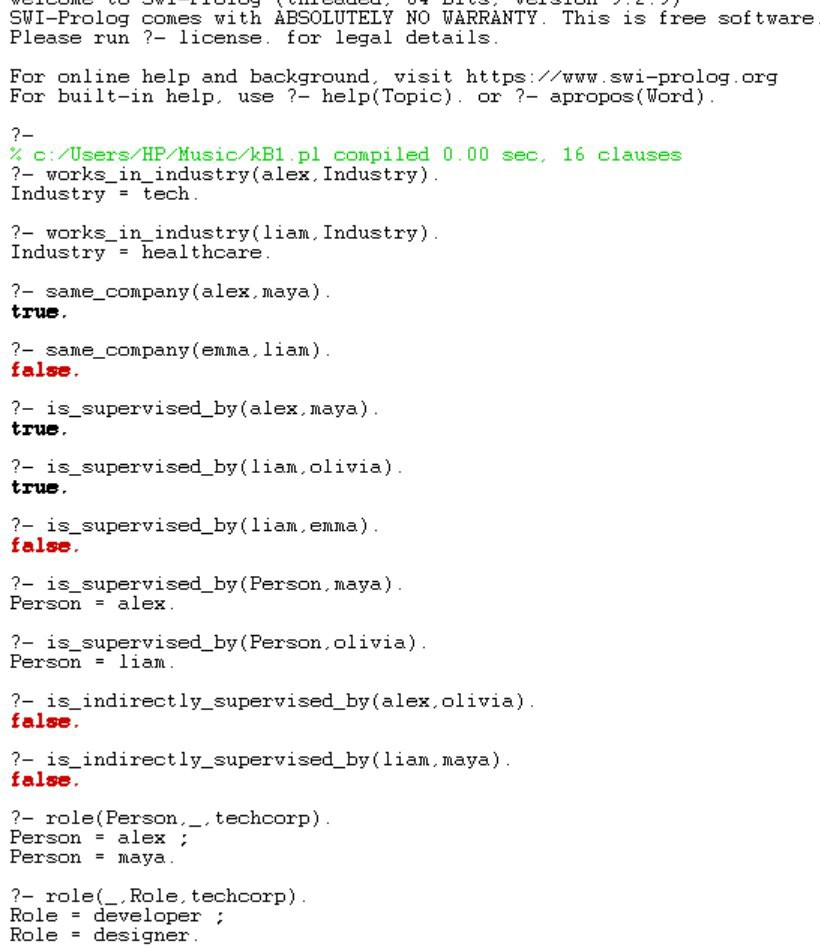 Welcome to SWI-Prolog (threaded, 64 bits, version 9.2.9)
SWI-Prolog comes with ABSOLUTELY NO WARRANTY. This is free software.
Please run ?- license. for legal details.
For online help and background, visit https://www.swi-prolog.org
For built-in help, use ?- help(Topic). or ?- apropos(Word).
?-
% c:/Users/HP/Music/kB1.pl compiled 0.00 sec, 16 clauses
?- works_in_industry(alex,Industry).
Industry = tech.
?- works_in_industry(liam,Industry).
Industry = healthcare.
?- same_company(alex,maya).
true.
?- same_company(emma,liam).
false.
?- is_supervised_by(alex,maya).
true.
?- is_supervised_by(liam,olivia).
true.
?- is_supervised_by(liam,emma).
false.
?- is_supervised_by(Person,maya).
Person = alex.
?- is_supervised_by(Person,olivia).
Person = liam.
?- is_indirectly_supervised_by(alex,olivia).
false.
?- is_indirectly_supervised_by(liam,maya).
false.
?- role(Person,_,techcorp).
Person = alex ;
Person = maya.
?- role(_,Role,techcorp).
Role = developer ;
Role = designer.